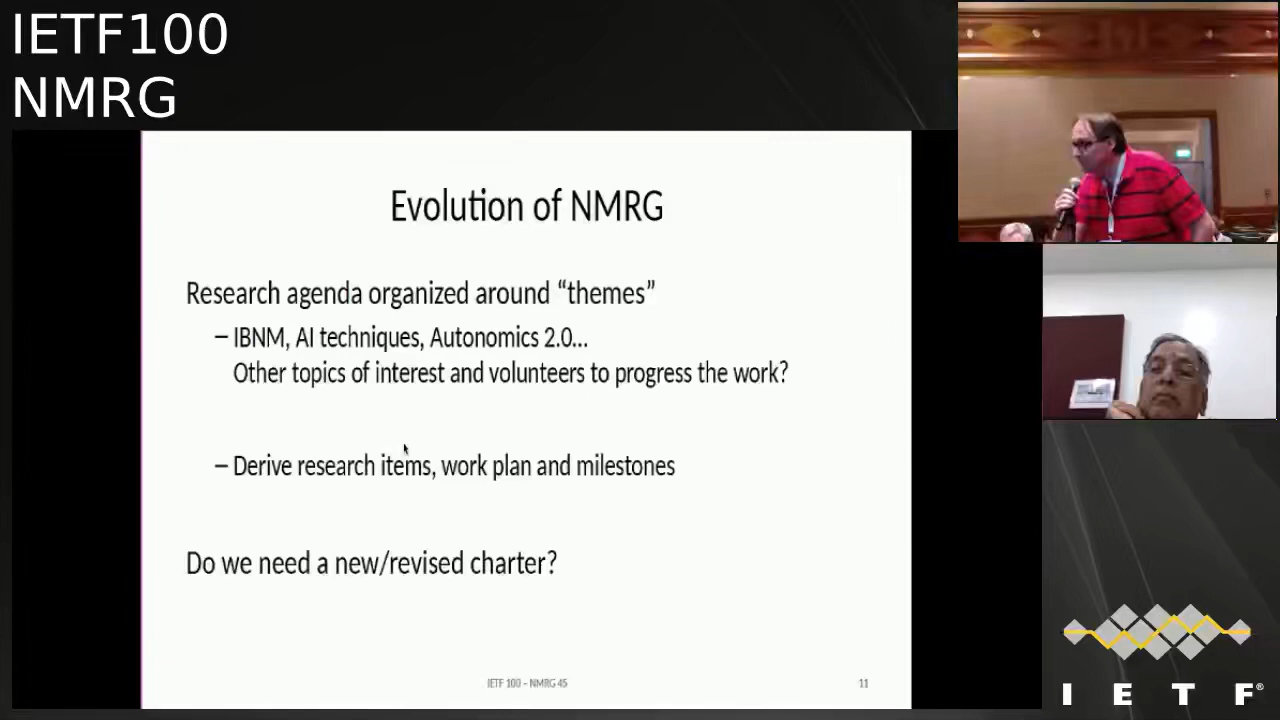 IETF100
NMRG
Evolution of NMRG
Research agenda organized around “themes”
– IBNM, AI techniques, Autonomics 2.0...
Other topics of interest and volunteers to progress the work?
– Derive research items, work plan and milestones
Do we need a new/revised charter?
IETF 100 – NMRG 45
11
I E T F®